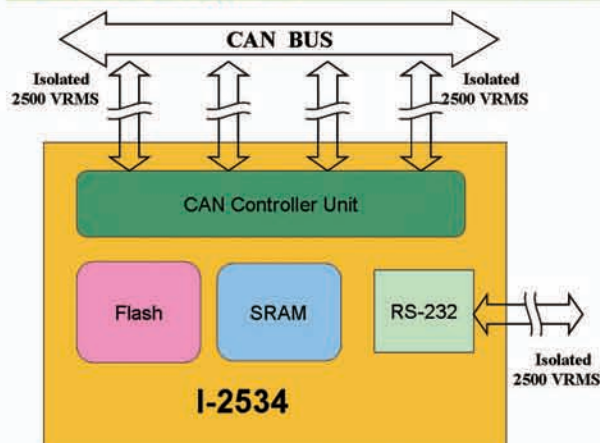 CAN BUS
Isolated
2500 VRMS
Isolated
2500 VRMS
CAN Controller Unit
Flash
SRAM
RS-232
Isolated
2500 VRMS
I-2534